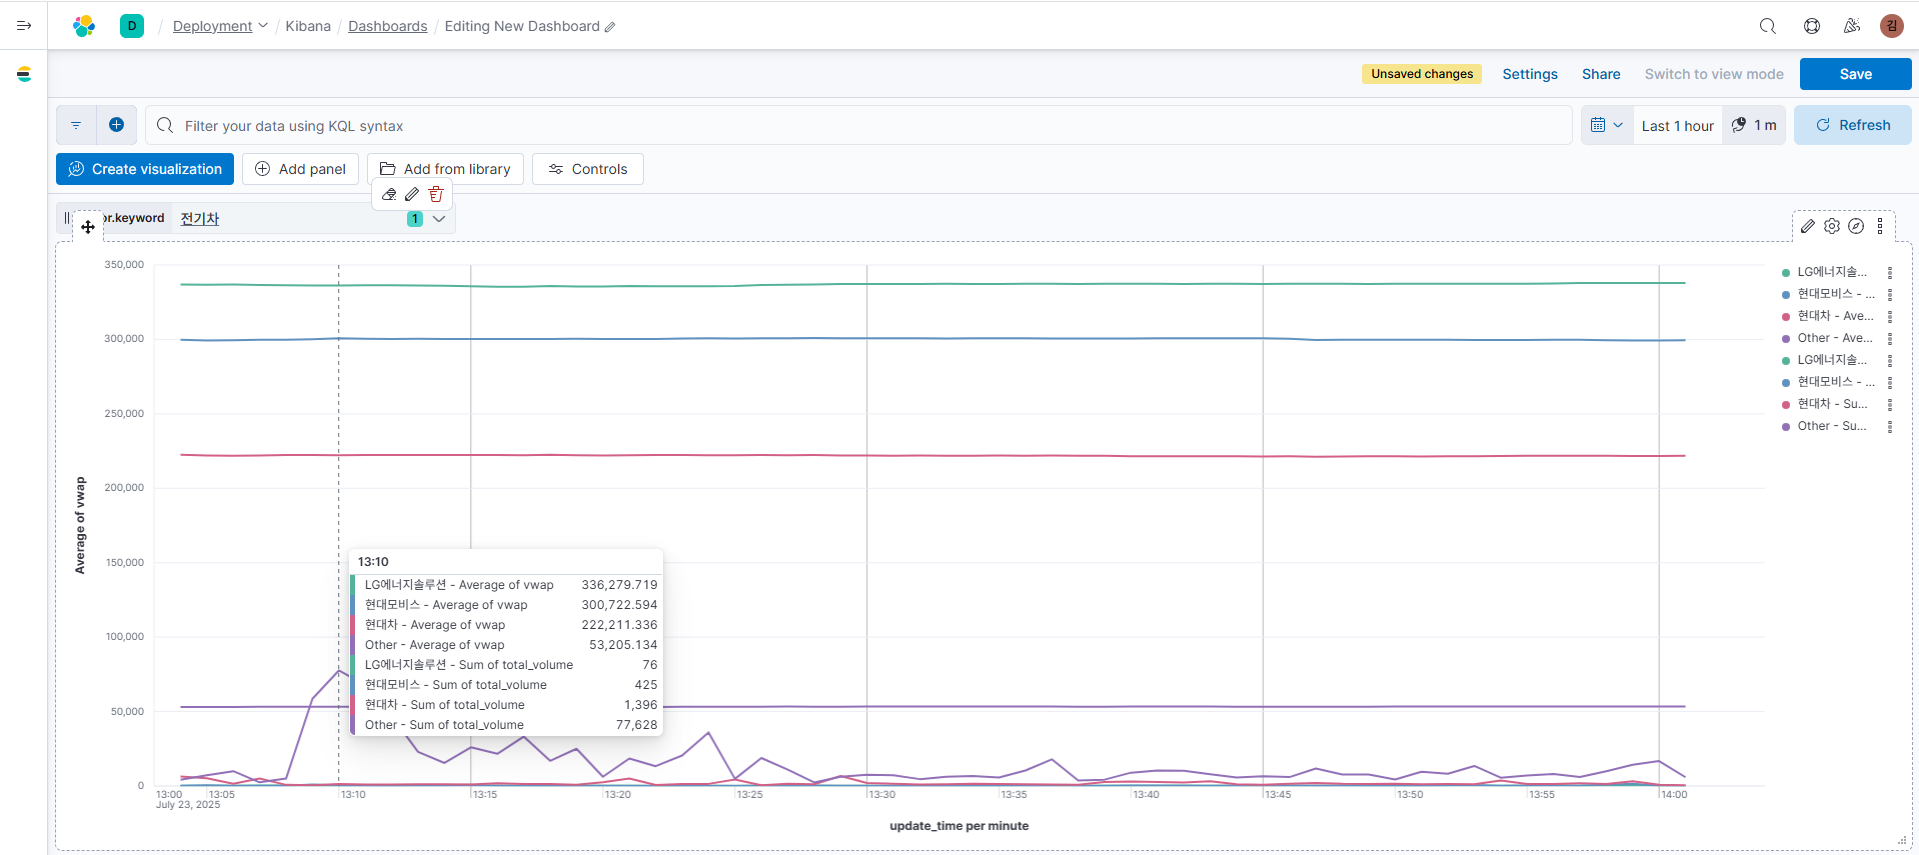 D / Deployment / Kibana / Dashboards / Editing New Dashboard
김
Unsaved changes Settings Share Switch to view mode Save
Filter your data using KQL syntax Last 1 hour 1 m Refresh
Create visualization Add panel Add from library Controls
or.keyword 전기차 1
350,000
300,000
250,000
200,000
150,000
100,000
50,000
0
Average of vwap
13:10
LG에너지솔루션 - Average of vwap 336,279.719
현대모비스 - Average of vwap 300,722.594
현대차 - Average of vwap 222,211.336
Other - Average of vwap 53,205.134
LG에너지솔루션 - Sum of total_volume 76
현대모비스 - Sum of total_volume 425
현대차 - Sum of total_volume 1,396
Other - Sum of total_volume 77,628
13:00 13:05 13:10 13:15 13:20 13:25 13:30 13:35 13:40 13:45 13:50 13:55 14:00
July 23, 2025
update_time per minute
LG에너지솔...
현대모비스 - ...
현대차 - Ave...
Other - Ave...
LG에너지솔...
현대모비스 - ...
현대차 - Su...
Other - Su...